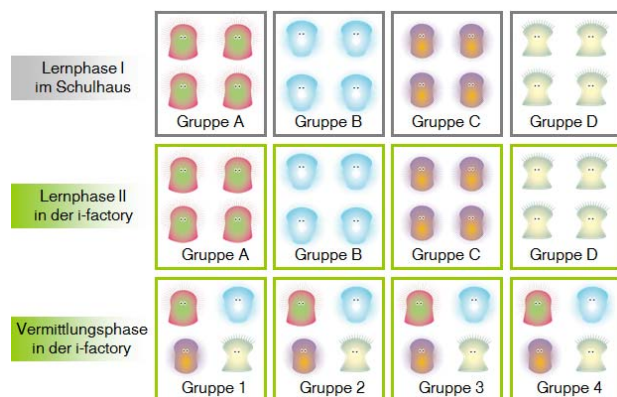 Lernphase I
im Schulhaus
Gruppe A
Gruppe B
Gruppe C
Gruppe D
Lernphase II
in der i-factory
Gruppe A
Gruppe B
Gruppe C
Gruppe D
Vermittlungsphase
in der i-factory
Gruppe 1
Gruppe 2
Gruppe 3
Gruppe 4